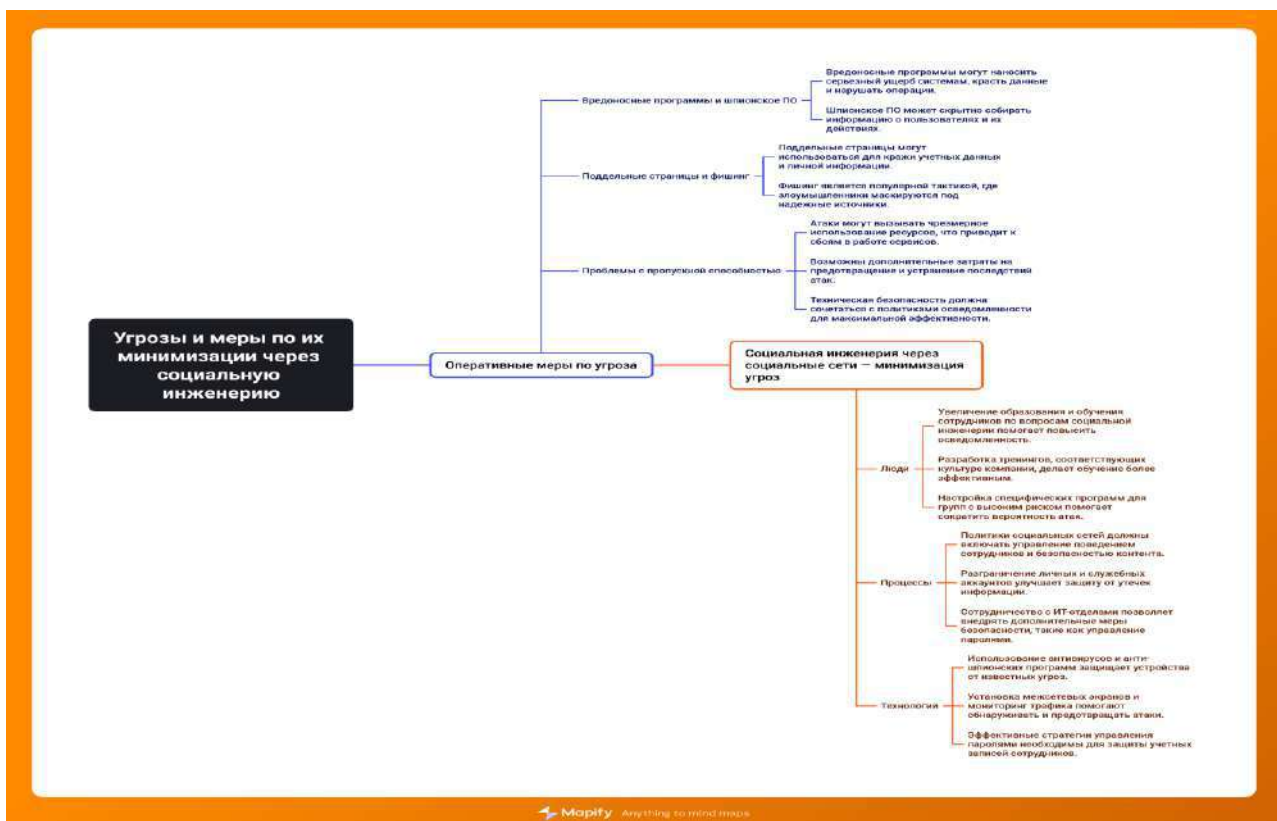 Угрозы и меры по их
минимизации через
социальную
инженерию
Оперативные меры по угроза
Вредоносные программы и шпионское ПО
Вредоносные программы могут наносить
серьезный ущерб системам, красть данные
и нарушать операции.
Шпионское ПО может скрытно собирать
информацию о пользователях и их
действиях.
Поддельные страницы и фишинг
Поддельные страницы могут
использоваться для кражи учетных данных
и личной информации.
Фишинг является популярной тактикой, где
злоумышленники маскируются под
надежные источники.
Проблемы с пропускной способностью
Атаки могут вызывать чрезмерное
использование ресурсов, что приводит к
сбоям в работе сервисов.
Возможны дополнительные затраты на
предотвращение и устранение последствий
атак.
Техническая безопасность должна
сочетаться с политиками осведомленности
для максимальной эффективности.
Социальная инженерия через
социальные сети — минимизация
угроз
Люди
Увеличение образования и обучения
сотрудников по вопросам социальной
инженерии помогает повысить
осведомленность.
Разработка тренингов, соответствующих
культуре компании, делает обучение более
эффективным.
Настройка специфических программ для
групп с высоким риском помогает
сократить вероятность атак.
Процессы
Политики социальных сетей должны
включать управление поведением
сотрудников и безопасностью контента.
Разграничение личных и служебных
аккаунтов улучшает защиту от утечек
информации.
Сотрудничество с ИТ-отделами позволяет
внедрять дополнительные меры
безопасности, такие как управление
паролями.
Технологии
Использование антивирусов и анти-
шпионских программ защищает устройства
от известных угроз.
Установка межсетевых экранов и
мониторинг трафика помогают
обнаруживать и предотвращать атаки.
Эффективные стратегии управления
паролями необходимы для защиты учетных
записей сотрудников.
Mapify Anything to mind maps